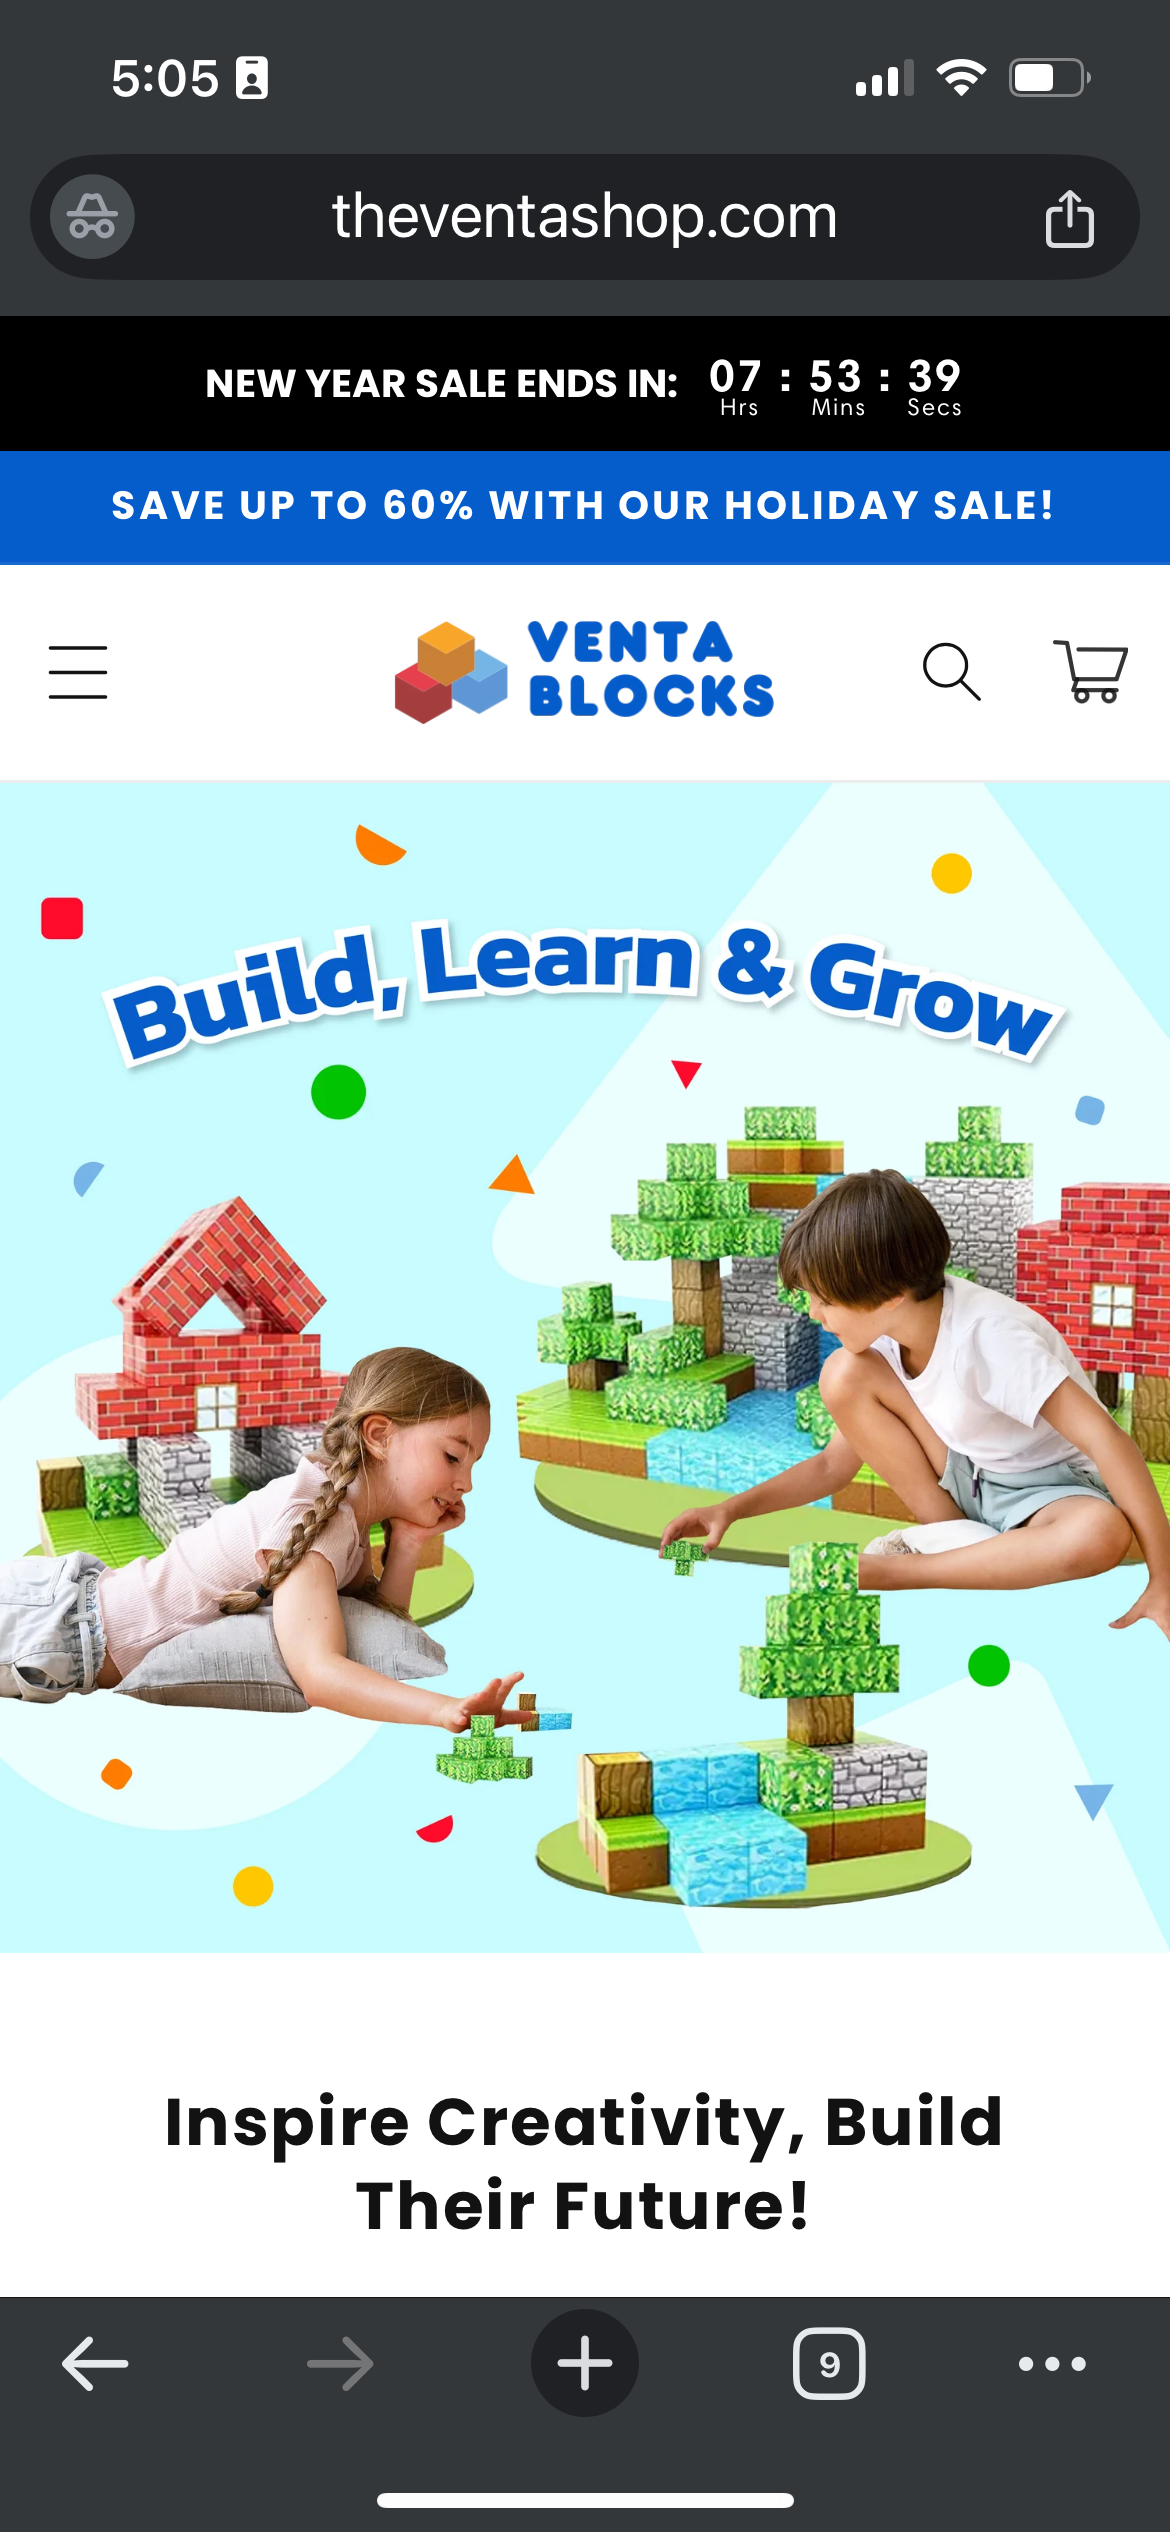 5:05
theventashop.com
NEW YEAR SALE ENDS IN: 07 : 53 : 39
Hrs Mins Secs
SAVE UP TO 60% WITH OUR HOLIDAY SALE!
VENTA
BLOCKS
Build, Learn & Grow
Inspire Creativity, Build
Their Future!
9